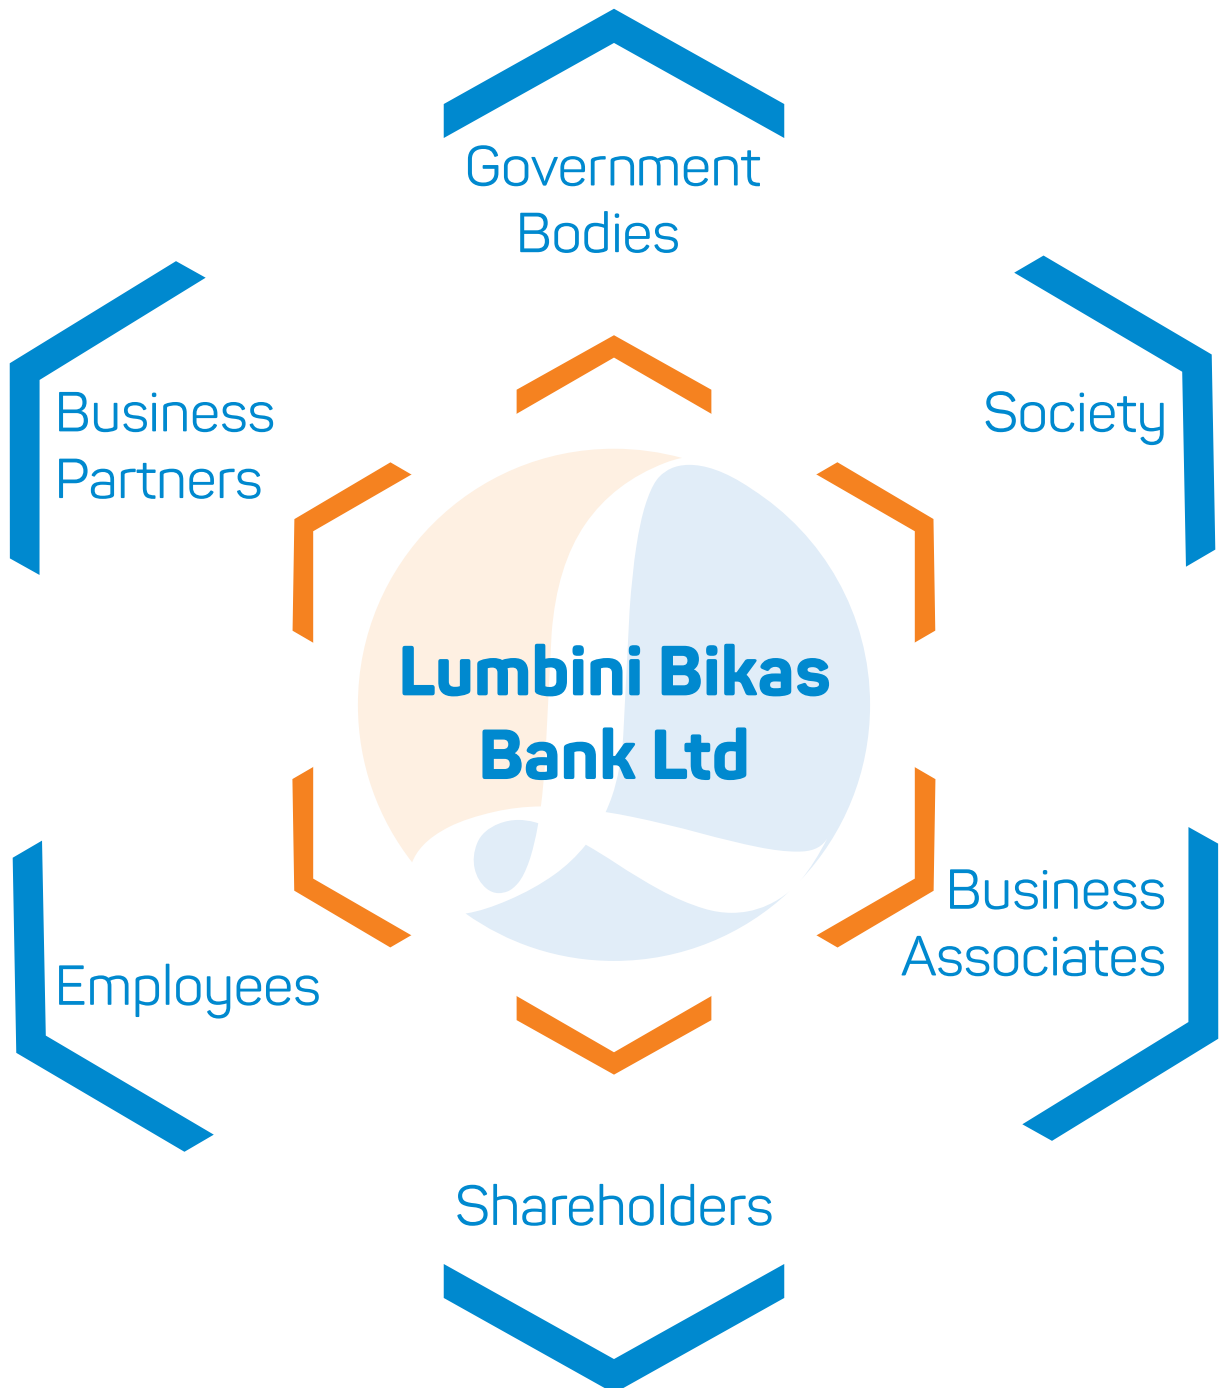 Government
Bodies
Business
Partners
Society
Lumbini Bikas
Bank Ltd
Business
Associates
Employees
Shareholders